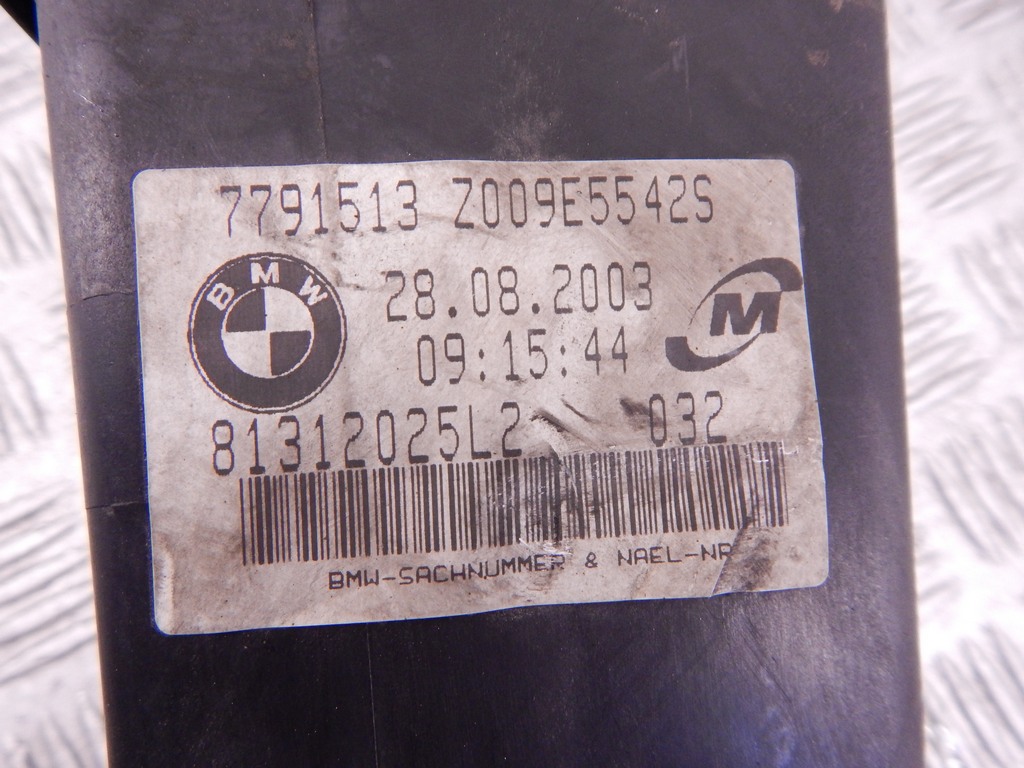 7791513 Z009E5542S
BMW
28.08.2003
M
09:15:44
81312025L2 032
BMW-SACHNUMMER & NAEL-NR